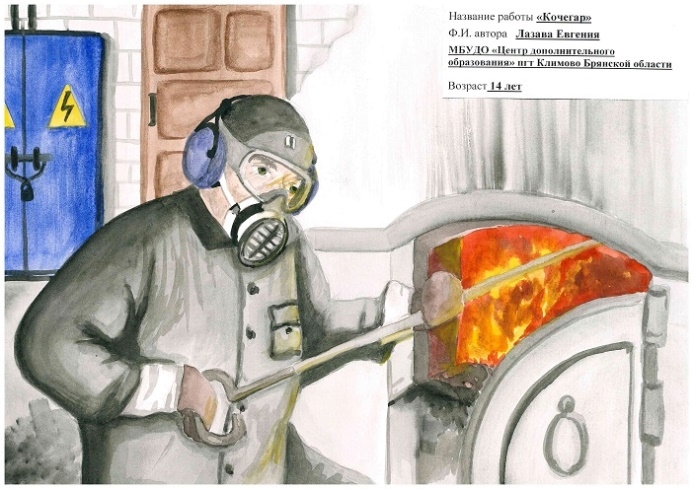 Название работы «Кочегар»
Ф.И. автора Лазава Евгения
МБУДО «Центр дополнительного
образования» пгт Климово Брянской области
Возраст 14 лет